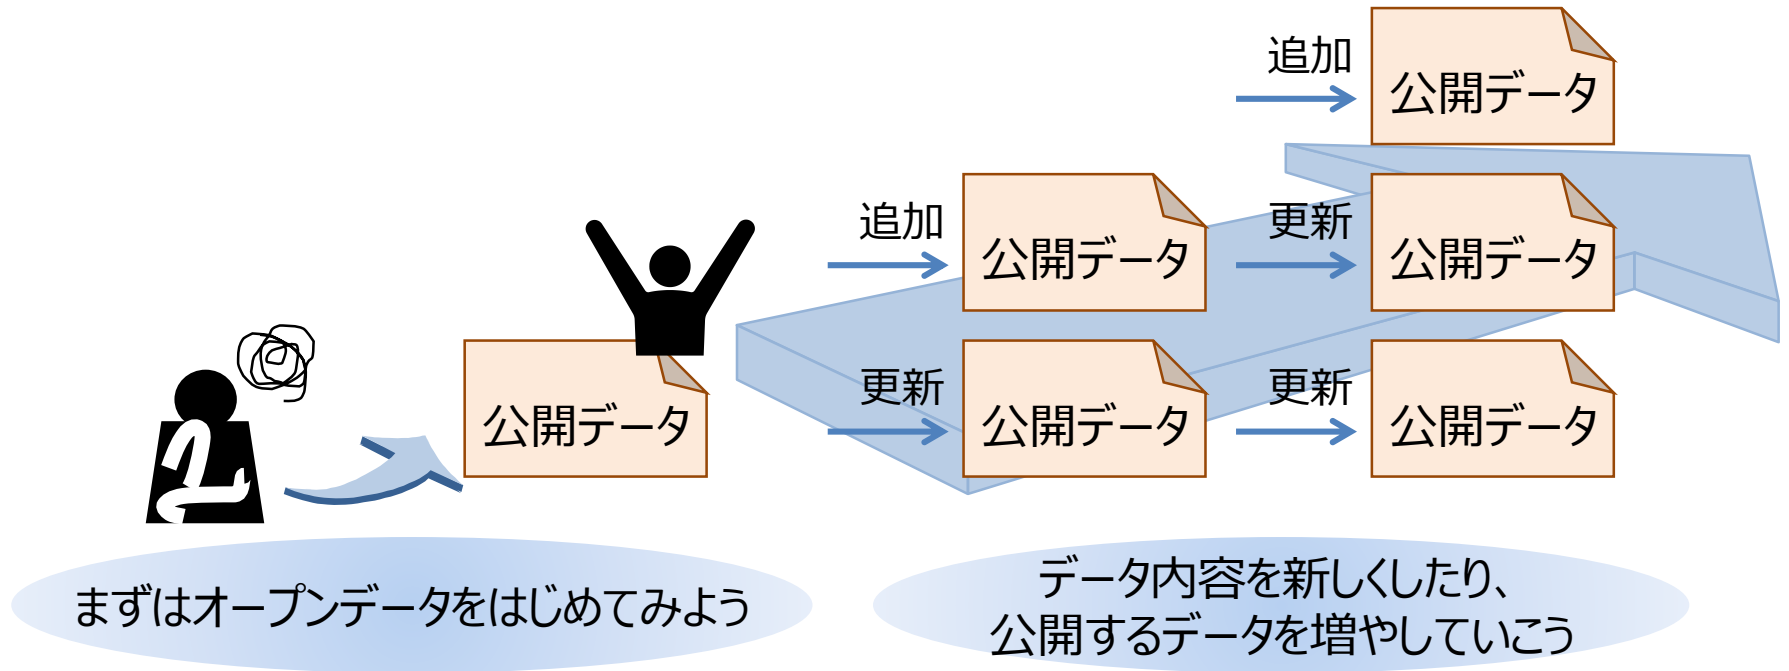 追加
公開データ
追加
公開データ
更新
公開データ
公開データ
更新
公開データ
更新
公開データ
まずはオープンデータをはじめてみよう
データ内容を新しくしたり、
公開するデータを増やしていこう